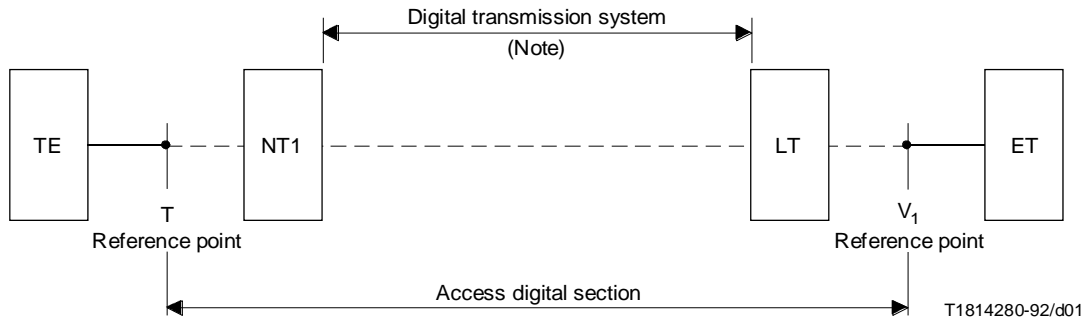 Digital transmission system
(Note)
TE
NT1
LT
ET
T
Reference point
V1
Reference point
Access digital section
T1814280-92/d01